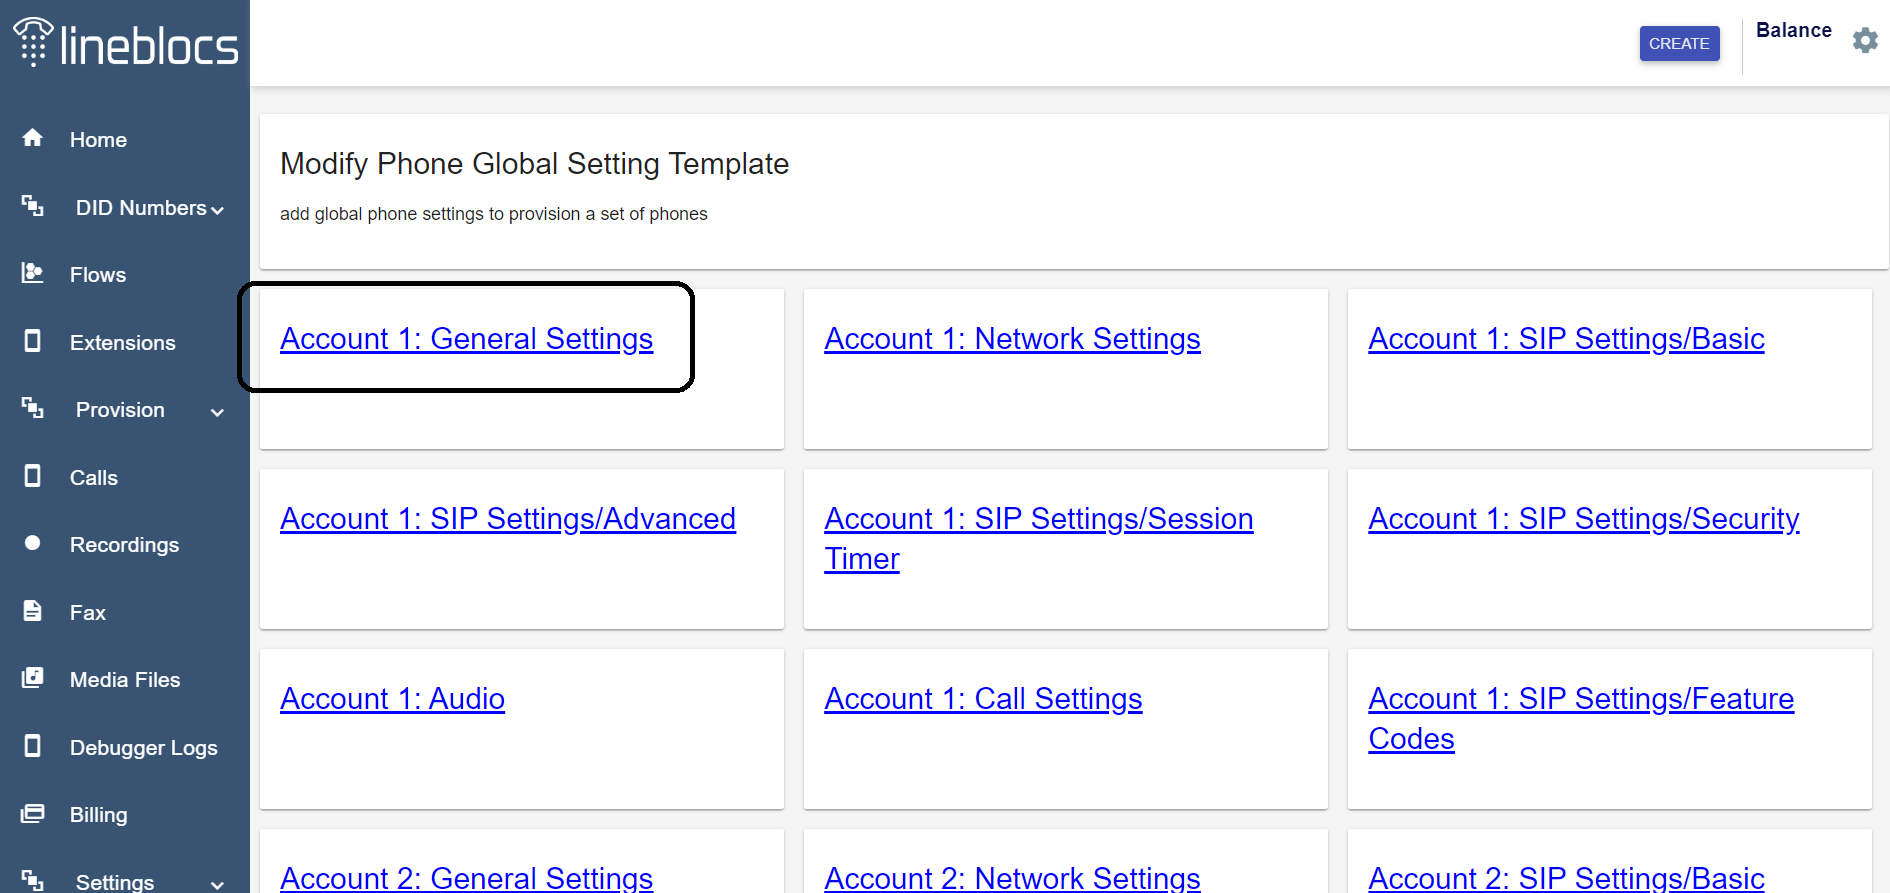 lineblocs
CREATE
Balance
Home
DID Numbers
Flows
Extensions
Provision
Calls
Recordings
Fax
Media Files
Debugger Logs
Billing
Settings
Modify Phone Global Setting Template
add global phone settings to provision a set of phones
Account 1: General Settings
Account 1: Network Settings
Account 1: SIP Settings/Basic
Account 1: SIP Settings/Advanced
Account 1: SIP Settings/Session
Timer
Account 1: SIP Settings/Security
Account 1: Audio
Account 1: Call Settings
Account 1: SIP Settings/Feature
Codes
Account 2: General Settings
Account 2: Network Settings
Account 2: SIP Settings/Basic